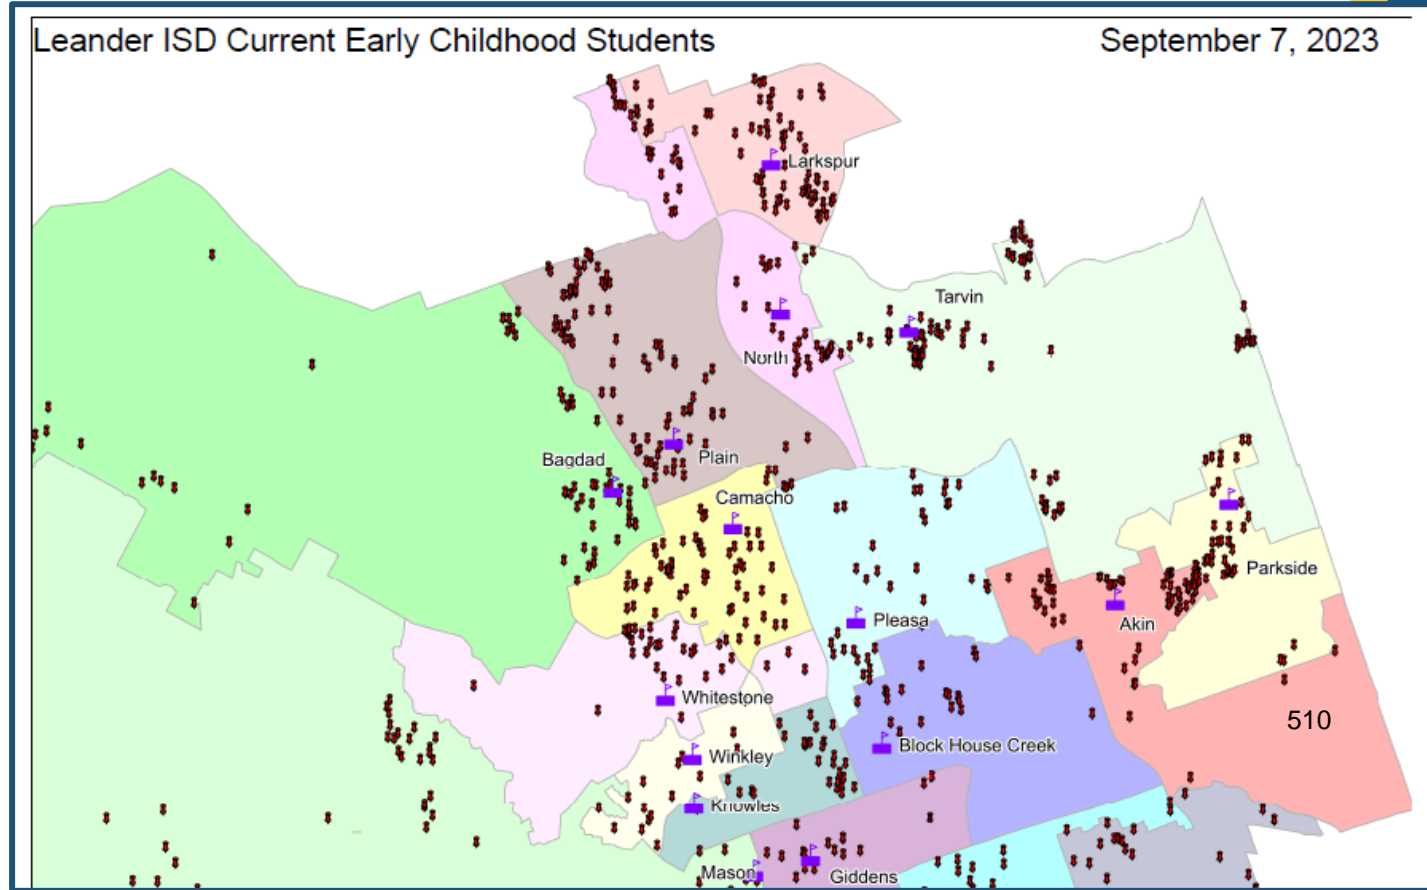 Leander ISD Current Early Childhood Students
September 7, 2023
Larkspur
Tarvin
North
Bagdad
Plain
Camacho
Parkside
Akin
Pleasa
Whitestone
510
Block House Creek
Winkley
Knowles
Mason
Giddens